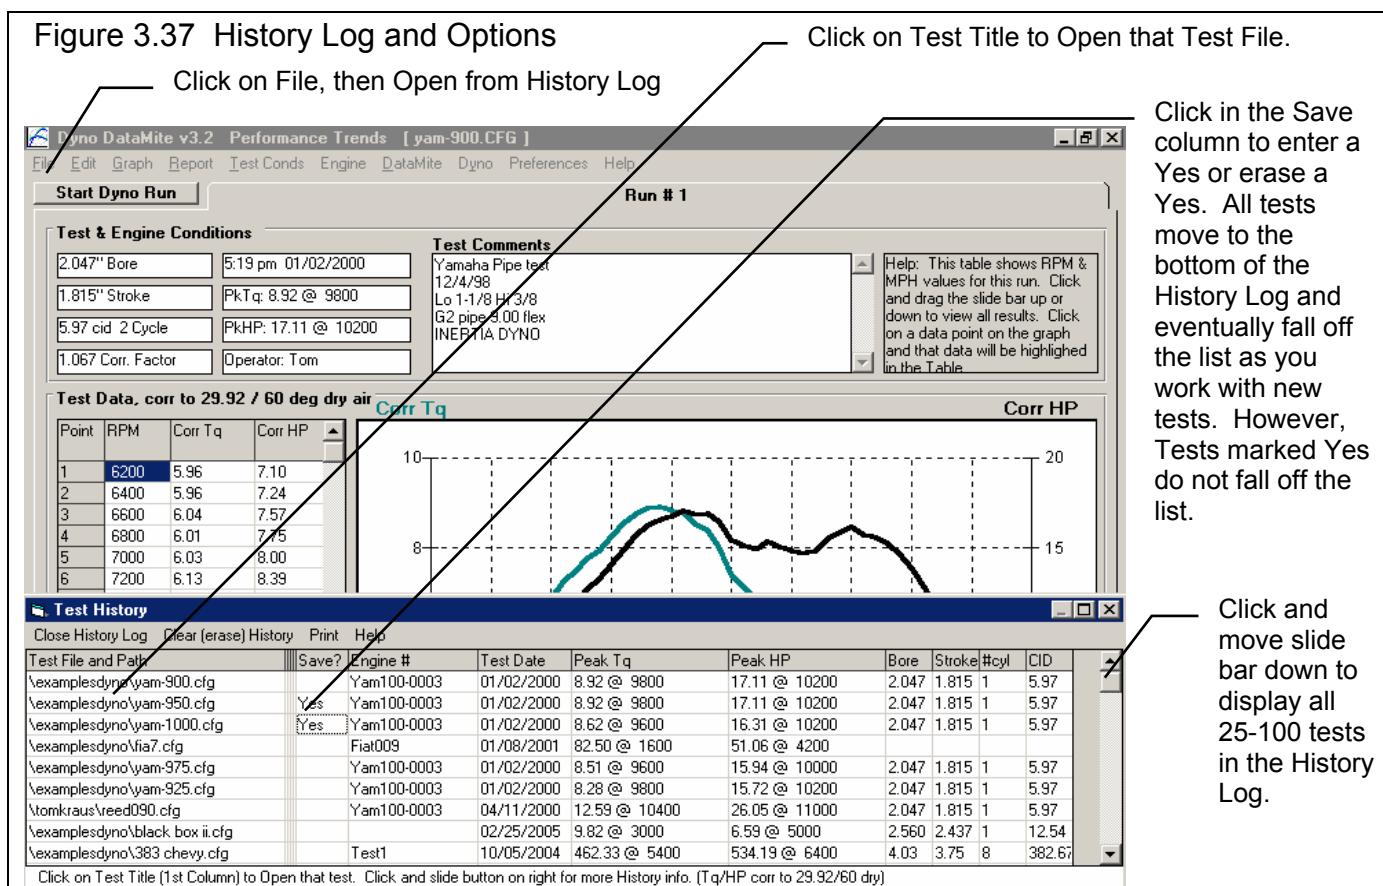 Figure 3.37  History Log and Options
Click on Test Title to Open that Test File.
Click on File, then Open from History Log
Click in the Save
column to enter a
Yes or erase a
Yes.  All tests
move to the
bottom of the
History Log and
eventually fall off
the list as you
work with new
tests.  However,
Tests marked Yes
do not fall off the
list.
Dyno DataMite v3.2   Performance Trends   [ yam-900.CFG ]
File Edit Graph Report Test Conds Engine DataMite Dyno Preferences Help
Start Dyno Run
Run # 1
Test & Engine Conditions
2.047" Bore
5:19 pm  01/02/2000
1.815" Stroke
PkTq: 8.92 @  9800
5.97 cid  2 Cycle
PkHP: 17.11 @  10200
1.067 Corr. Factor
Operator: Tom
Test Comments
Yamaha Pipe test
12/4/98
Lo 1-1/8 Hi 3/8
G2 pipe 9.00 flex
INERTIA DYNO
Help:  This table shows RPM &
MPH values for this run.  Click
and drag the slide bar up or
down to view all results.  Click
on a data point on the graph
and that data will be highlighed
in the Table
Test Data, corr to 29.92 / 60 deg dry air
Point RPM Corr Tq Corr HP
1 6200 5.96 7.10
2 6400 5.96 7.24
3 6600 6.04 7.57
4 6800 6.01 7.75
5 7000 6.03 8.00
6 7200 6.13 8.39
Corr Tq
Corr HP
10
20
8
15
Test History
Close History Log Clear (erase) History Print Help
Test File and Path Save? Engine # Test Date Peak Tq Peak HP Bore Stroke #cyl CID
\examplesdyno\yam-900.cfg Yam100-0003 01/02/2000 8.92 @  9800 17.11 @  10200 2.047 1.815 1 5.97
\examplesdyno\yam-950.cfg Yes Yam100-0003 01/02/2000 8.92 @  9800 17.11 @  10200 2.047 1.815 1 5.97
\examplesdyno\yam-1000.cfg Yes Yam100-0003 01/02/2000 8.62 @  9600 16.31 @  10200 2.047 1.815 1 5.97
\examplesdyno\fia7.cfg Fiat009 01/08/2001 82.50 @  1600 51.06 @  4200
\examplesdyno\yam-975.cfg Yam100-0003 01/02/2000 8.51 @  9600 15.94 @  10000 2.047 1.815 1 5.97
\examplesdyno\yam-925.cfg Yam100-0003 01/02/2000 8.28 @  9800 15.72 @  10200 2.047 1.815 1 5.97
\tomkraus\reed090.cfg Yam100-0003 04/11/2000 12.59 @  10400 26.05 @  11000 2.047 1.815 1 5.97
\examplesdyno\black box ii.cfg 02/25/2005 9.82 @  3000 6.59 @  5000 2.560 2.437 1 12.54
\examplesdyno\383 chevy.cfg Test1 10/05/2004 462.33 @  5400 534.19 @  6400 4.03 3.75 8 382.67
Click on Test Title (1st Column) to Open that test.  Click and slide button on right for more History info. (Tq/HP corr to 29.92/60 dry)
Click and
move slide
bar down to
display all
25-100 tests
in the History
Log.